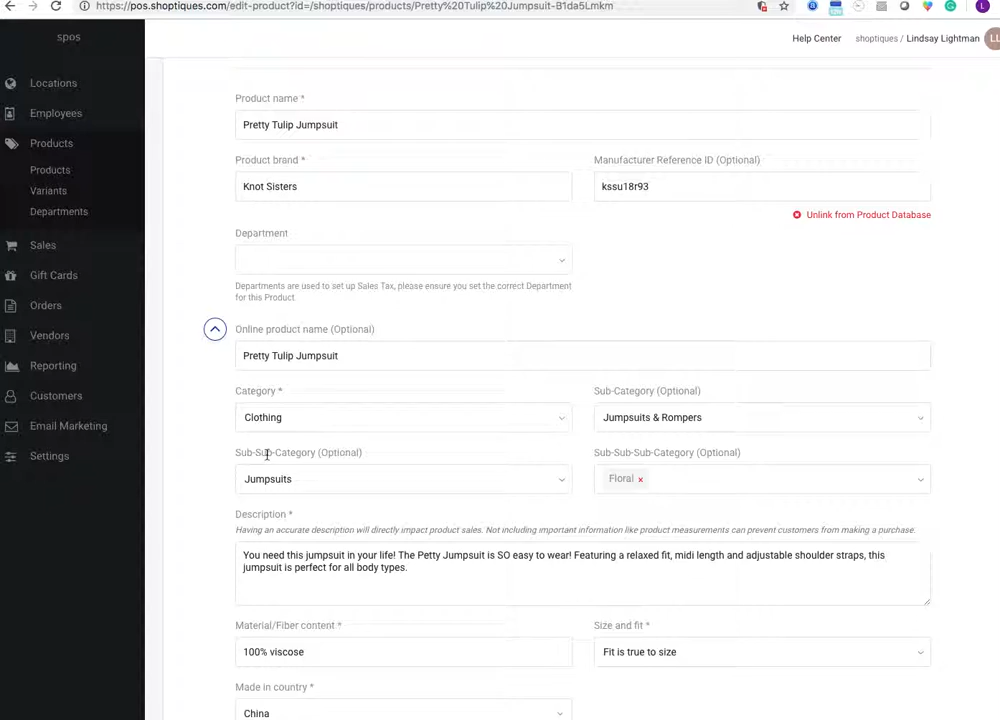 https://pos.shoptiques.com/edit-product?id=/shoptiques/products/Pretty%20Tulip%20Jumpsuit-B1da5Lmkm
L
spos
Help Center
shoptiques / Lindsay Lightman
LL
Locations
Employees
Products
Products
Variants
Departments
Sales
Gift Cards
Orders
Vendors
Reporting
Customers
Email Marketing
Settings
Product name *
Pretty Tulip Jumpsuit
Product brand *
Manufacturer Reference ID (Optional)
Knot Sisters
kssu18r93
Unlink from Product Database
Department
Departments are used to set up Sales Tax, please ensure you set the correct Department
for this Product
Online product name (Optional)
Pretty Tulip Jumpsuit
Category *
Sub-Category (Optional)
Clothing
Jumpsuits & Rompers
Sub-Sub-Category (Optional)
Sub-Sub-Sub-Category (Optional)
Jumpsuits
Floral x
Description *
Having an accurate description will directly impact product sales. Not including important information like product measurements can prevent customers from making a purchase.
You need this jumpsuit in your life! The Petty Jumpsuit is SO easy to wear! Featuring a relaxed fit, midi length and adjustable shoulder straps, this
jumpsuit is perfect for all body types.
Material/Fiber content *
Size and fit *
100% viscose
Fit is true to size
Made in country *
China